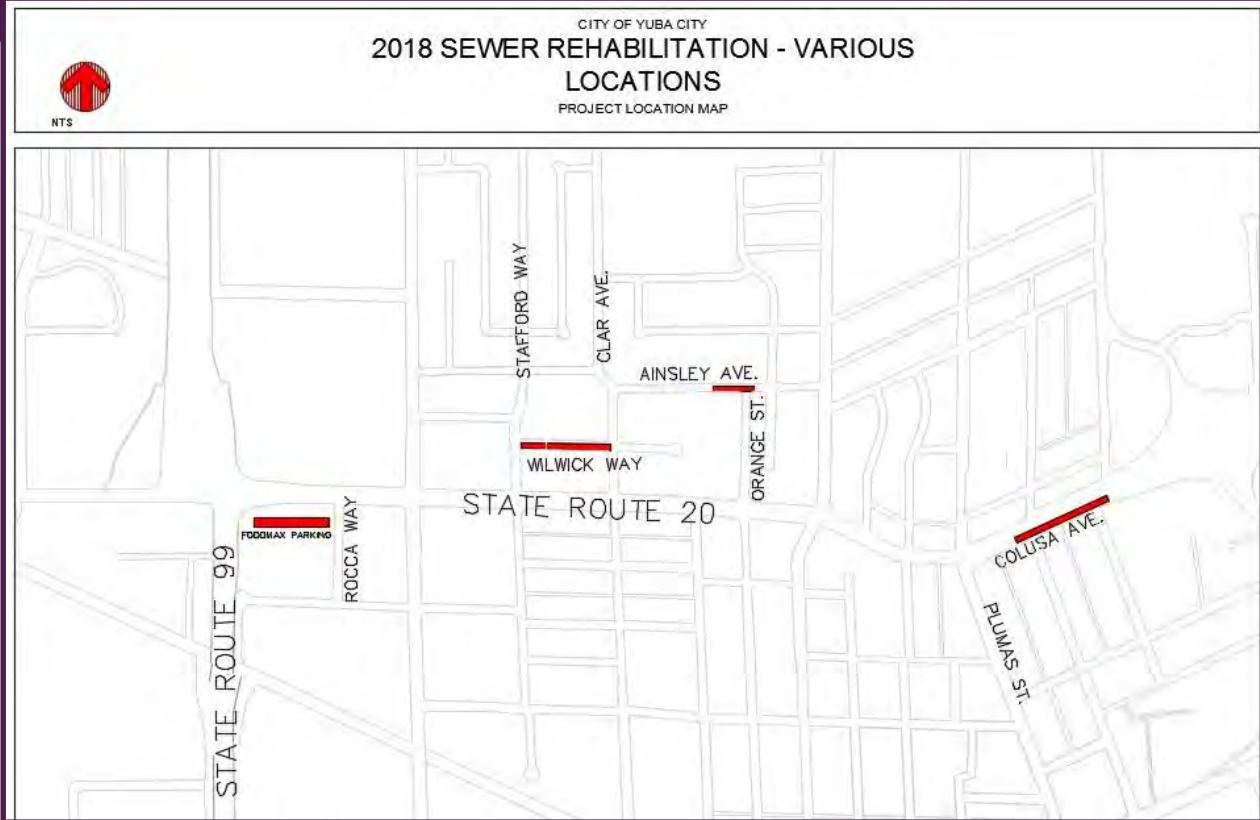 CITY OF YUBA CITY
2018 SEWER REHABILITATION - VARIOUS
LOCATIONS
PROJECT LOCATION MAP
NTS
STAFFORD WAY
CLAR AVE.
AINSLEY AVE.
ORANGE ST.
WILWICK WAY
STATE ROUTE 20
FOODMAX PARKING
ROCCA WAY
STATE ROUTE 99
COLUSA AVE.
PLUMAS ST.